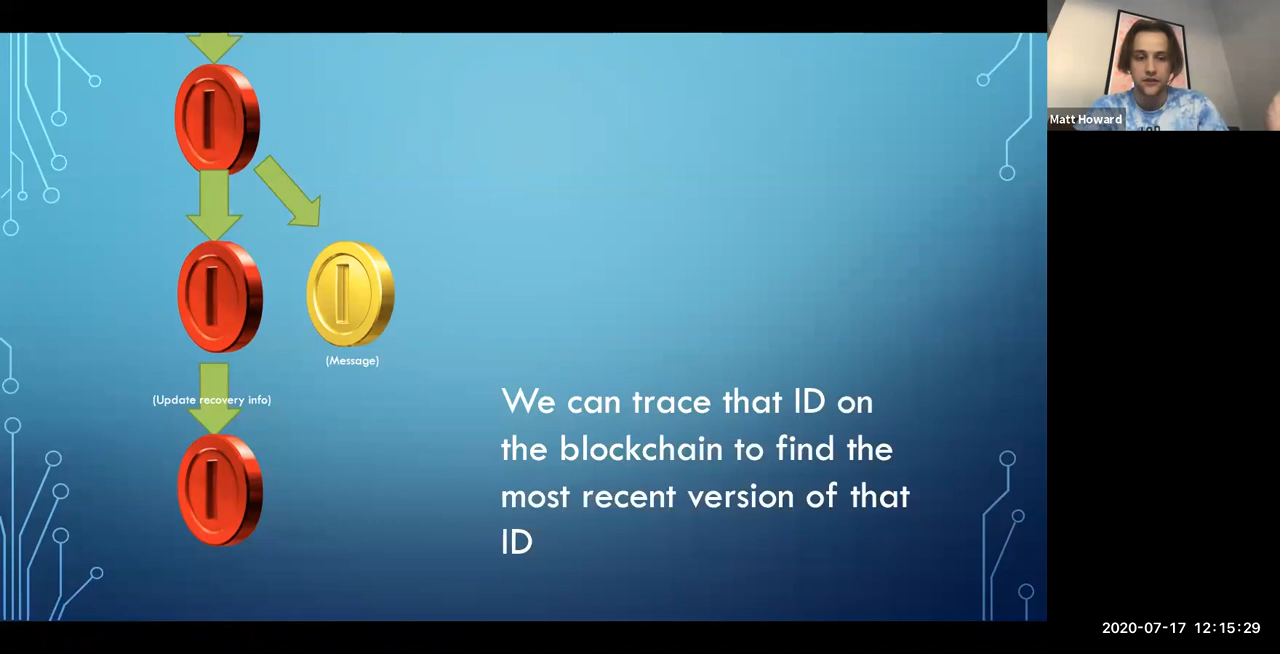 Matt Howard
(Message)
(Update recovery info)
We can trace that ID on
the blockchain to find the
most recent version of that
ID
2020-07-17 12:15:29